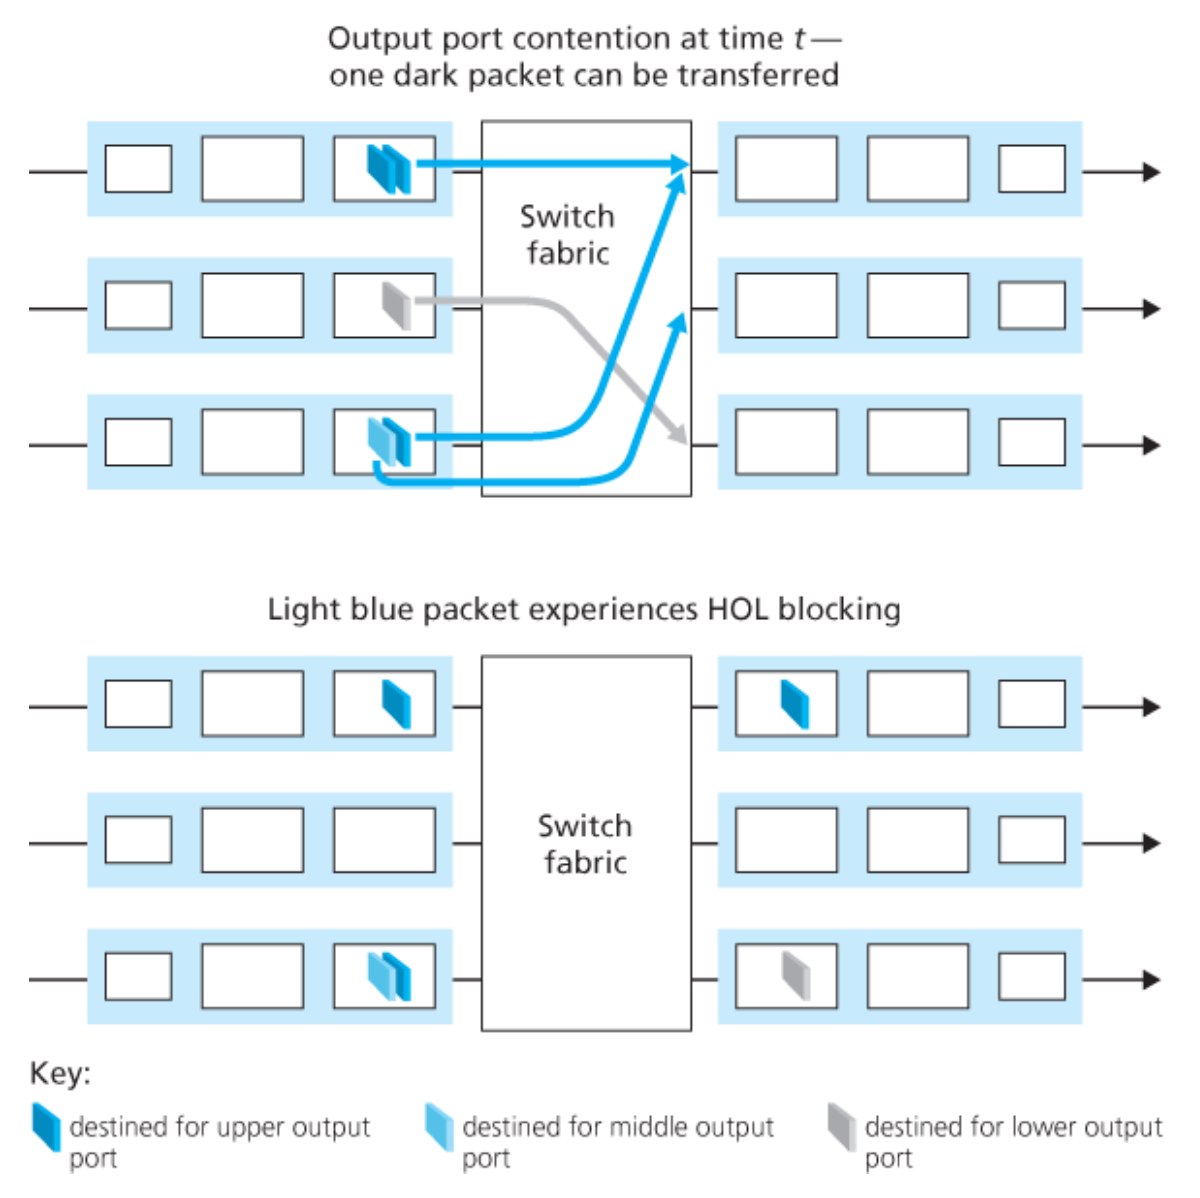 Output port contention at time t—
one dark packet can be transferred
Switch
fabric
Light blue packet experiences HOL blocking
Switch
fabric
Key:
destined for upper output
port
destined for middle output
port
destined for lower output
port